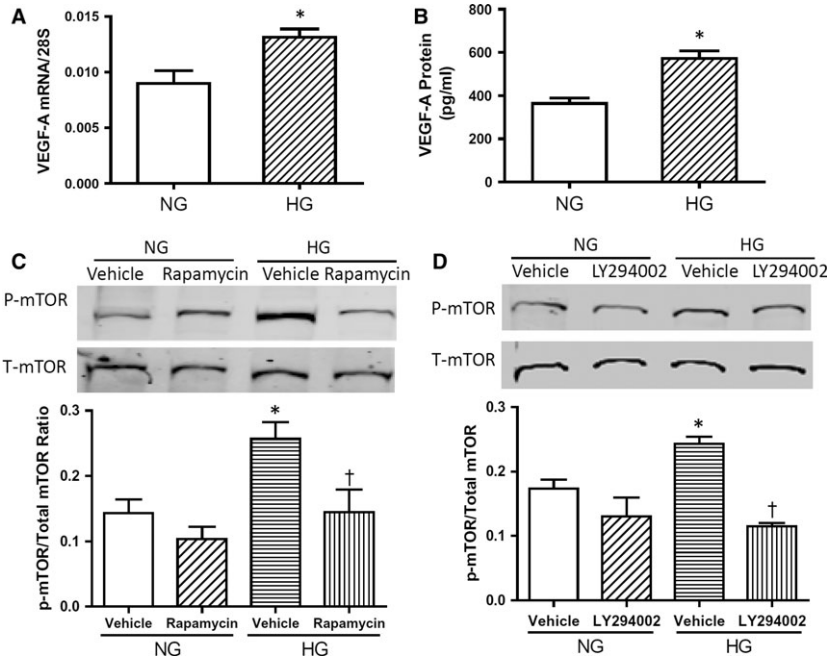 A
VEGF-A mRNA/28S
0.015
0.010
0.005
0.000
*
NG
HG
B
VEGF-A Protein
(pg/ml)
800
600
400
200
0
*
NG
HG
C
NG
HG
Vehicle
Rapamycin
Vehicle
Rapamycin
P-mTOR
T-mTOR
p-mTOR/Total mTOR Ratio
0.3
0.2
0.1
0.0
*
†
Vehicle
Rapamycin
Vehicle
Rapamycin
NG
HG
D
NG
HG
Vehicle
LY294002
Vehicle
LY294002
P-mTOR
T-mTOR
p-mTOR/Total mTOR
0.3
0.2
0.1
0.0
*
†
Vehicle
LY294002
Vehicle
LY294002
NG
HG